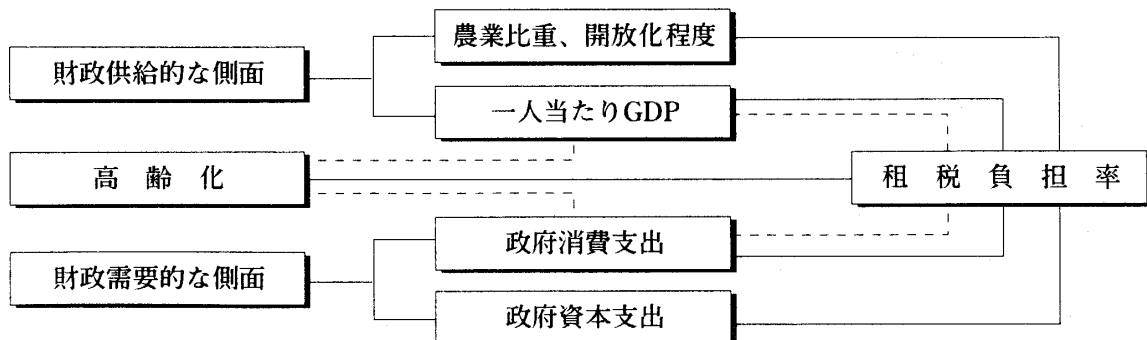 農業比重、開放化程度
財政供給的な側面
一人当たりGDP
高齢化
租税負担率
政府消費支出
財政需要的な側面
政府資本支出